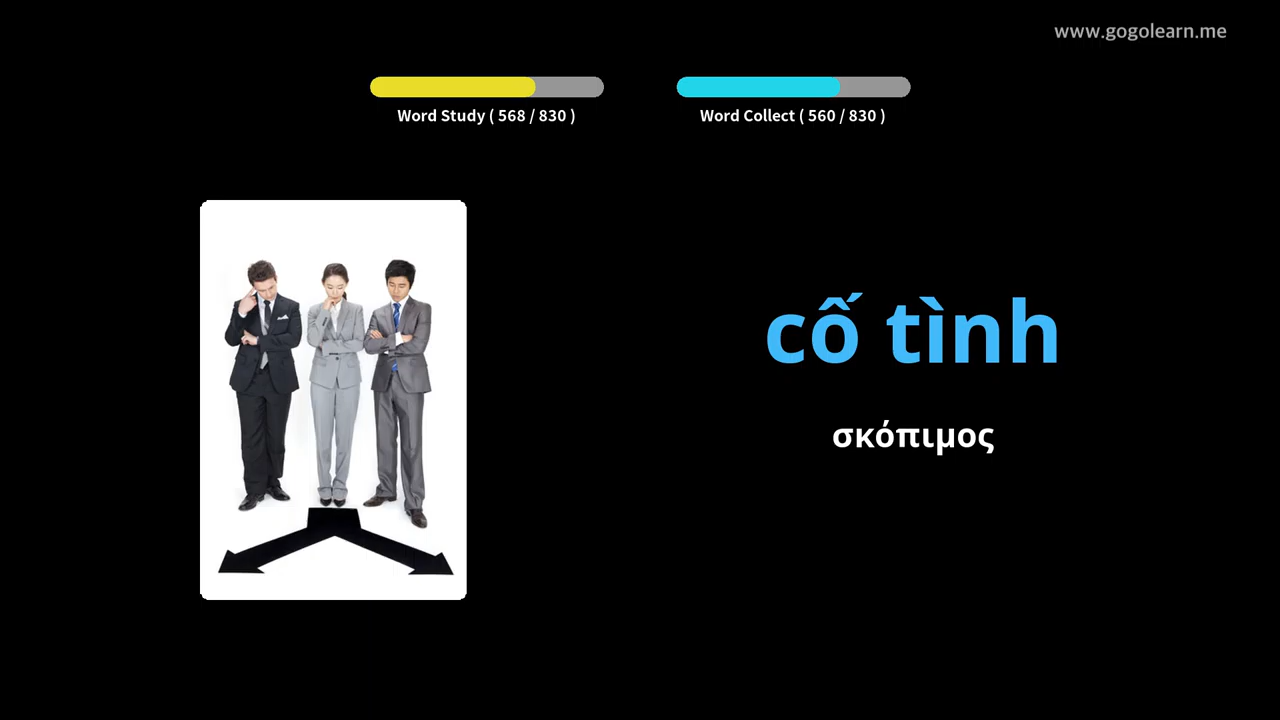 www.gogolearn.me
Word Study ( 568 / 830 )
Word Collect ( 560 / 830 )
cố tình
σκόπιμος